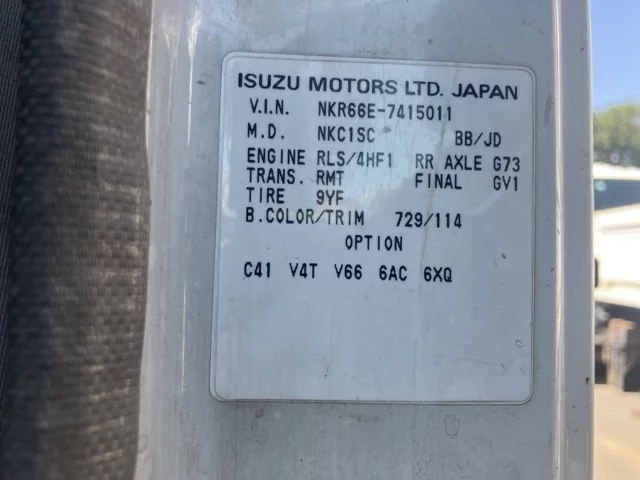 ISUZU MOTORS LTD. JAPAN
V.I.N. NKR66E-7415011
M.D. NKC1SC BB/JD
ENGINE RLS/4HF1 RR AXLE G73
TRANS. RMT FINAL GV1
TIRE 9YF
B.COLOR/TRIM 729/114
OPTION
C41 V4T V66 6AC 6XQ